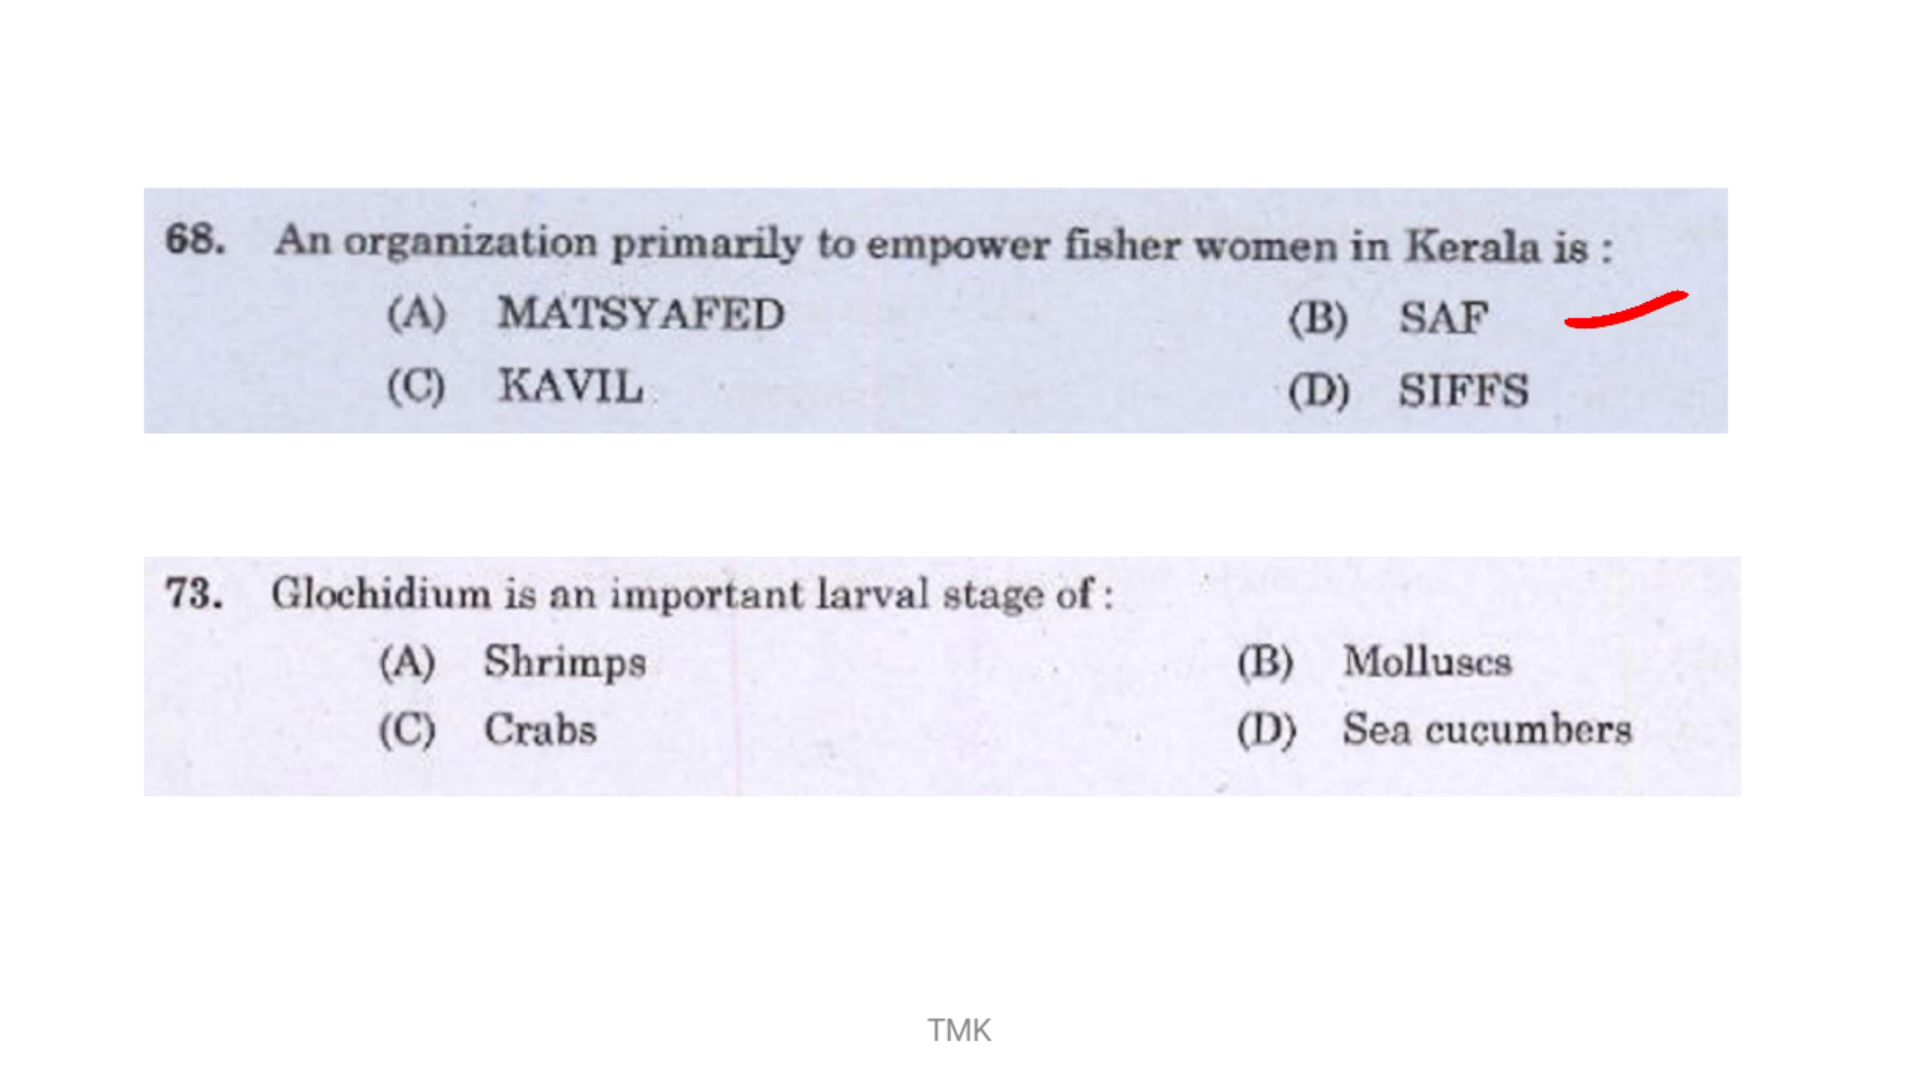 68. An organization primarily to empower fisher women in Kerala is :
(A) MATSYAFED (B) SAF
(C) KAVIL (D) SIFFS
73. Glochidium is an important larval stage of :
(A) Shrimps (B) Molluscs
(C) Crabs (D) Sea cucumbers
TMK